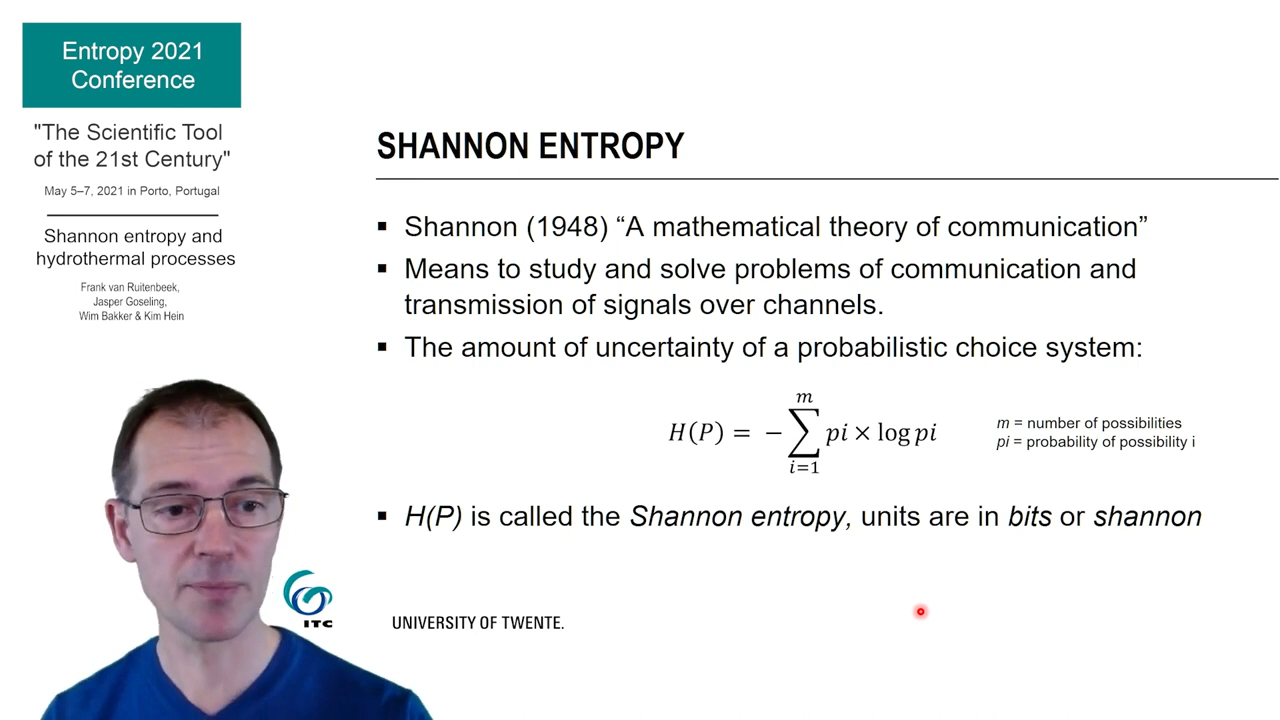 Entropy 2021
Conference
"The Scientific Tool
of the 21st Century"
May 5–7, 2021 in Porto, Portugal
Shannon entropy and
hydrothermal processes
Frank van Ruitenbeek,
Jasper Goseling,
Wim Bakker & Kim Hein
SHANNON ENTROPY
▪ Shannon (1948) “A mathematical theory of communication”
▪ Means to study and solve problems of communication and
transmission of signals over channels.
▪ The amount of uncertainty of a probabilistic choice system:
H(P) = − ∑_{i=1}^{m} pi × log pi
m = number of possibilities
pi = probability of possibility i
▪ H(P) is called the Shannon entropy, units are in bits or shannon
ITC
UNIVERSITY OF TWENTE.